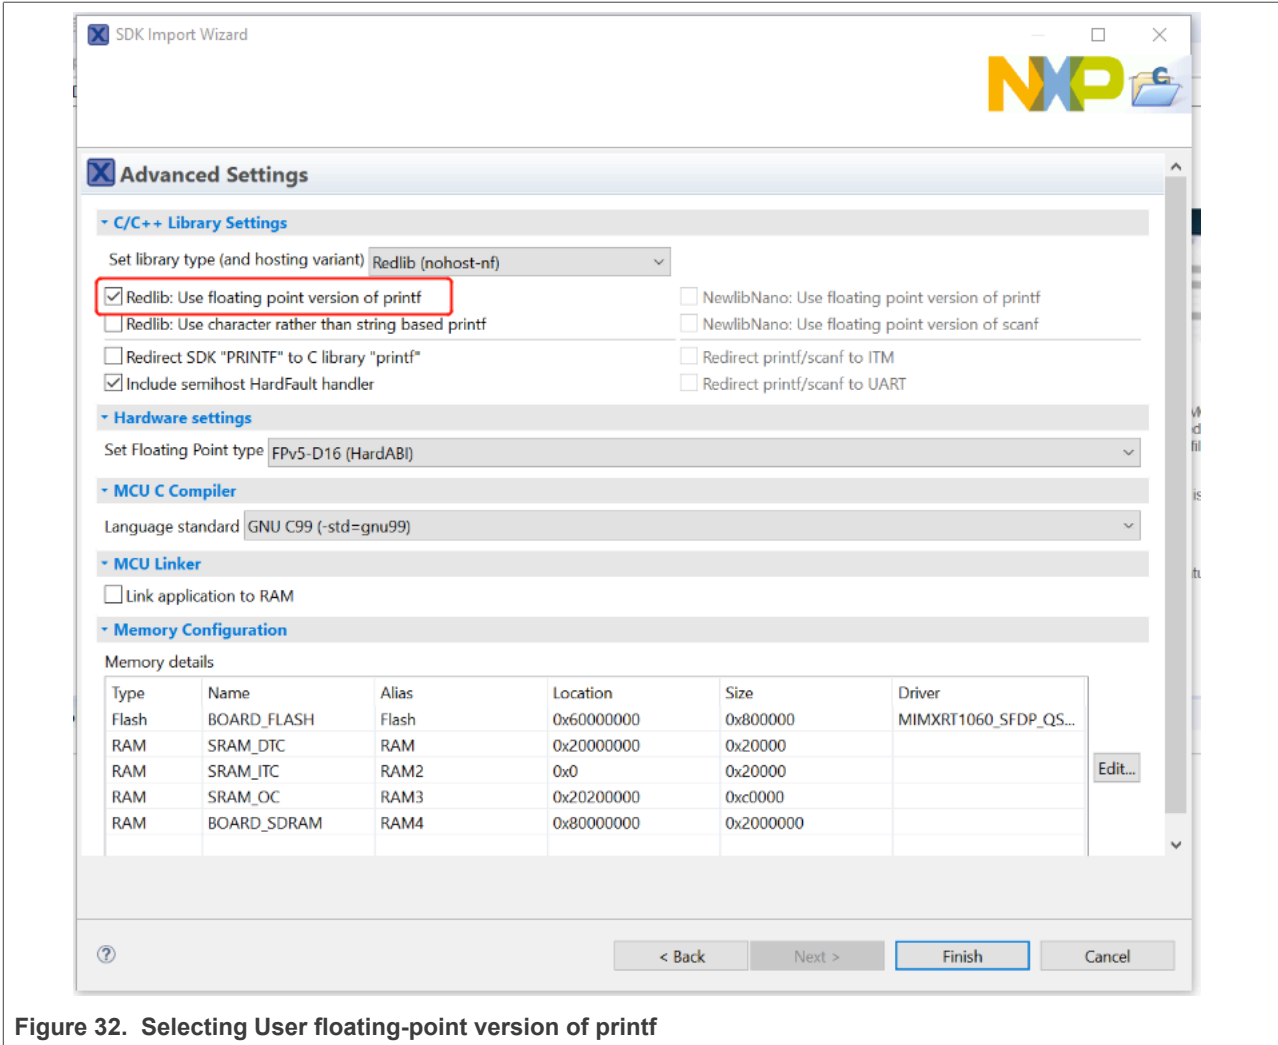 SDK Import Wizard
NXP
C
X Advanced Settings
C/C++ Library Settings
Set library type (and hosting variant) Redlib (nohost-nf)
Redlib: Use floating point version of printf NewlibNano: Use floating point version of printf
Redlib: Use character rather than string based printf NewlibNano: Use floating point version of scanf
Redirect SDK "PRINTF" to C library "printf" Redirect printf/scanf to ITM
Include semihost HardFault handler Redirect printf/scanf to UART
Hardware settings
Set Floating Point type FPv5-D16 (HardABI)
MCU C Compiler
Language standard GNU C99 (-std=gnu99)
MCU Linker
Link application to RAM
Memory Configuration
Memory details
Type Name Alias Location Size Driver
Flash BOARD_FLASH Flash 0x60000000 0x800000 MIMXRT1060_SFDP_QS...
RAM SRAM_DTC RAM 0x20000000 0x20000
RAM SRAM_ITC RAM2 0x0 0x20000
Edit...
RAM SRAM_OC RAM3 0x20200000 0xc0000
RAM BOARD_SDRAM RAM4 0x80000000 0x2000000
? < Back Next > Finish Cancel
Figure 32. Selecting User floating-point version of printf